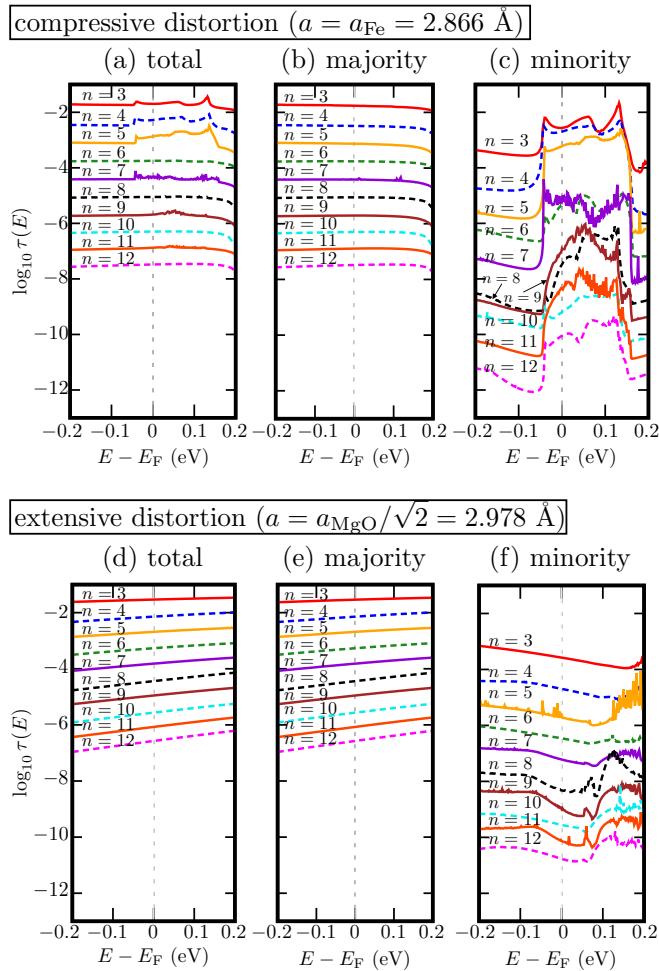 compressive distortion (a = a_Fe = 2.866 Å)
(a) total
(b) majority
(c) minority
log₁₀ τ(E)
−2
−4
−6
−8
−10
−12
n = 3
n = 4
n = 5
n = 6
n = 7
n = 8
n = 9
n = 10
n = 11
n = 12
n = 3
n = 4
n = 5
n = 6
n = 7
n = 8
n = 9
n = 10
n = 11
n = 12
n = 3
n = 4
n = 5
n = 6
n = 7
n = 8
n = 9
n = 10
n = 11
n = 12
−0.2 −0.1 0 0.1 0.2
−0.2 −0.1 0 0.1 0.2
−0.2 −0.1 0 0.1 0.2
E − E_F (eV)
E − E_F (eV)
E − E_F (eV)
extensive distortion (a = a_MgO/√2 = 2.978 Å)
(d) total
(e) majority
(f) minority
log₁₀ τ(E)
−2
−4
−6
−8
−10
−12
n = 3
n = 4
n = 5
n = 6
n = 7
n = 8
n = 9
n = 10
n = 11
n = 12
n = 3
n = 4
n = 5
n = 6
n = 7
n = 8
n = 9
n = 10
n = 11
n = 12
n = 3
n = 4
n = 5
n = 6
n = 7
n = 8
n = 9
n = 10
n = 11
n = 12
−0.2 −0.1 0 0.1 0.2
−0.2 −0.1 0 0.1 0.2
−0.2 −0.1 0 0.1 0.2
E − E_F (eV)
E − E_F (eV)
E − E_F (eV)